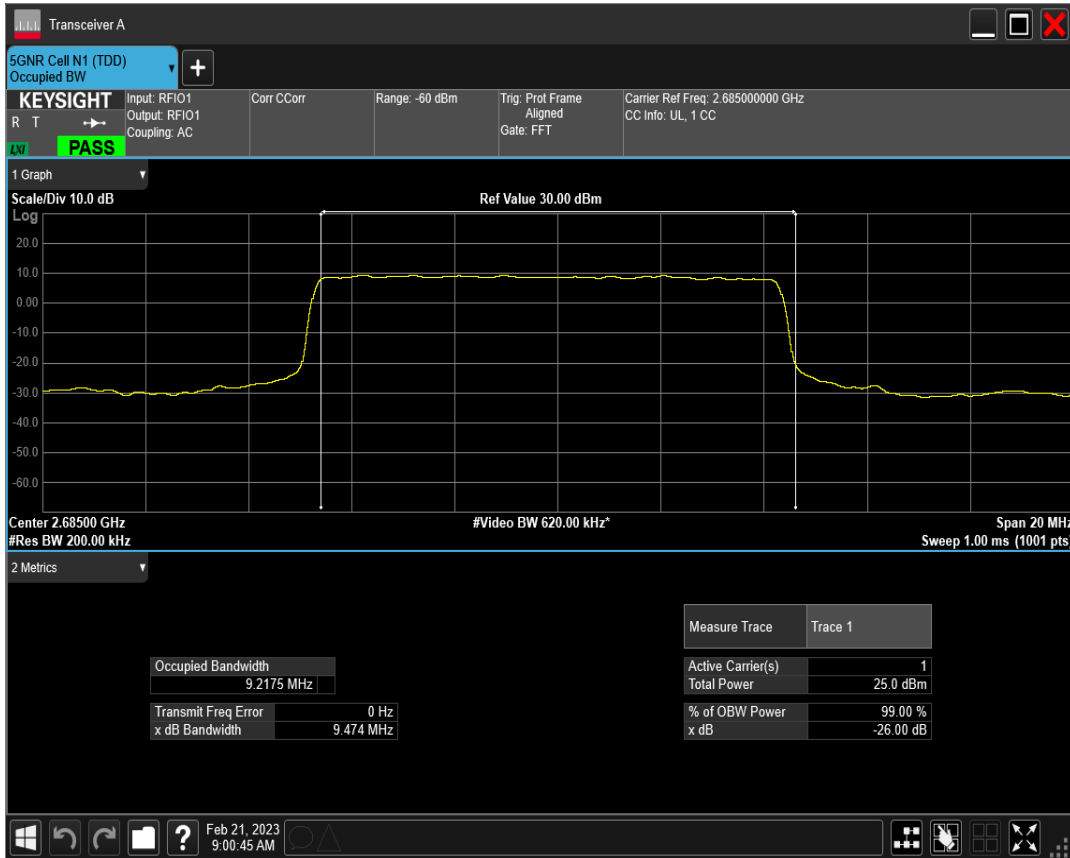 Transceiver A
5GNR Cell N1 (TDD)
Occupied BW
+
KEYSIGHT
R T
LXI
PASS
Input: RFIO1
Output: RFIO1
Coupling: AC
Corr CCorr
Range: -60 dBm
Trig: Prot Frame
Aligned
Gate: FFT
Carrier Ref Freq: 2.685000000 GHz
CC Info: UL, 1 CC
1 Graph
Scale/Div 10.0 dB
Ref Value 30.00 dBm
Log
20.0
10.0
0.00
-10.0
-20.0
-30.0
-40.0
-50.0
-60.0
Center 2.68500 GHz
#Video BW 620.00 kHz*
Span 20 MHz
#Res BW 200.00 kHz
Sweep 1.00 ms (1001 pts)
2 Metrics
Measure Trace Trace 1
Occupied Bandwidth
9.2175 MHz
Active Carrier(s) 1
Total Power 25.0 dBm
Transmit Freq Error 0 Hz
x dB Bandwidth 9.474 MHz
% of OBW Power 99.00 %
x dB -26.00 dB
?
Feb 21, 2023
9:00:45 AM